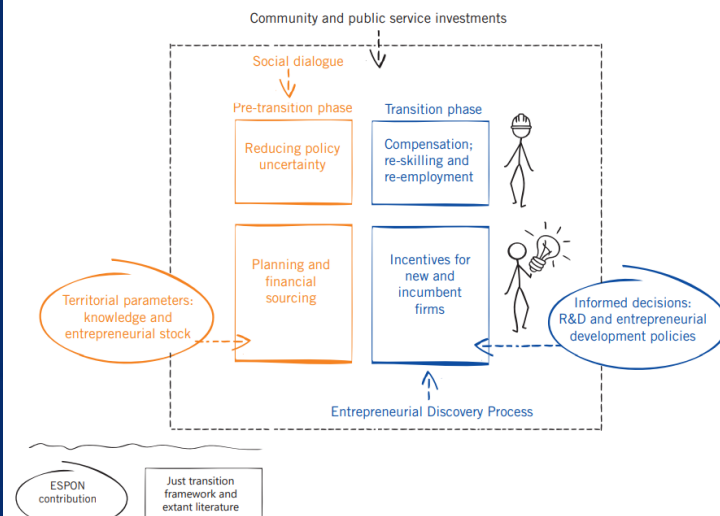 Community and public service investments
Social dialogue
Pre-transition phase
Transition phase
Reducing policy
uncertainty
Compensation;
re-skilling and
re-employment
Planning and
financial
sourcing
Incentives for
new and
incumbent
firms
Territorial parameters:
knowledge and
entrepreneurial stock
Informed decisions:
R&D and entrepreneurial
development policies
Entrepreneurial Discovery Process
ESPON
contribution
Just transition
framework and
extant literature